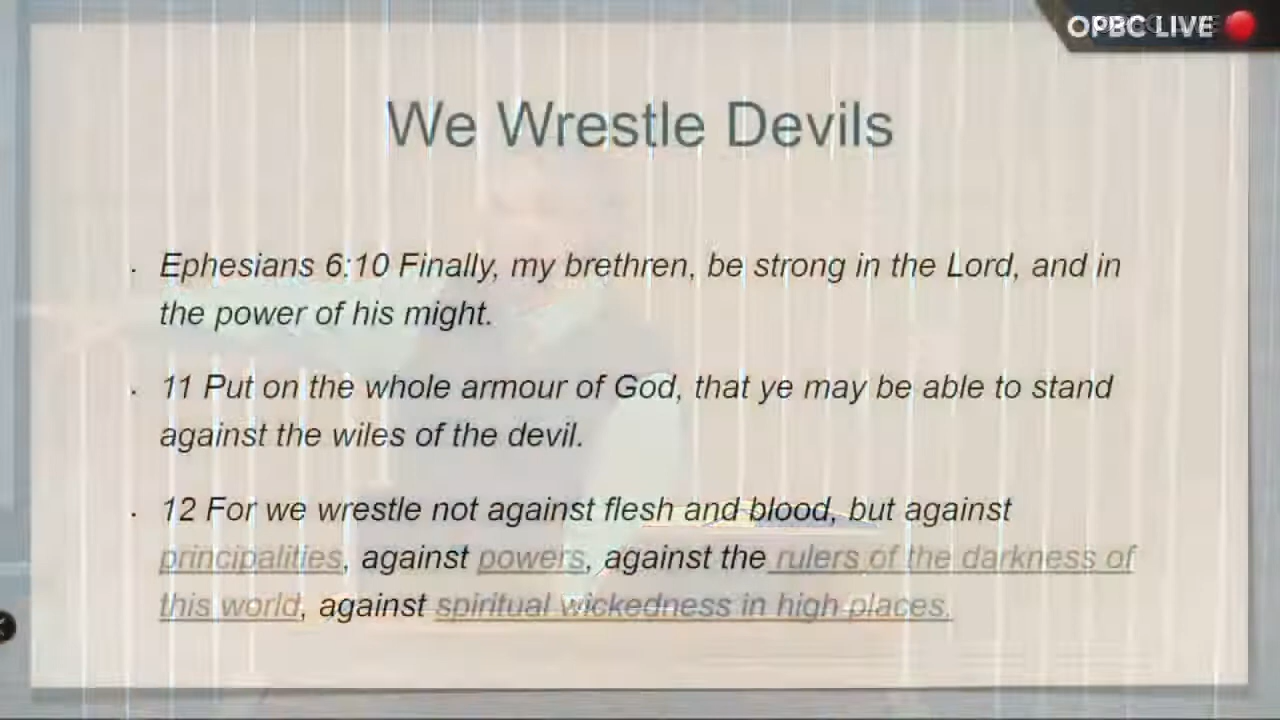 OPBC LIVE
We Wrestle Devils
· Ephesians 6:10 Finally, my brethren, be strong in the Lord, and in
the power of his might.
· 11 Put on the whole armour of God, that ye may be able to stand
against the wiles of the devil.
· 12 For we wrestle not against flesh and blood, but against
principalities, against powers, against the rulers of the darkness of
this world, against spiritual wickedness in high places.